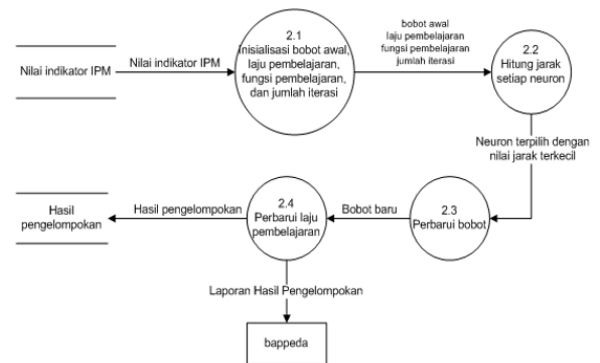 Nilai indikator IPM
Nilai indikator IPM
2.1
Inisialisasi bobot awal,
laju pembelajaran,
fungsi pembelajaran,
dan jumlah iterasi
bobot awal
laju pembelajaran
fungsi pembelajaran
jumlah iterasi
2.2
Hitung jarak
setiap neuron
Neuron terpilih dengan
nilai jarak terkecil
2.3
Perbarui bobot
Bobot baru
2.4
Perbarui laju
pembelajaran
Hasil pengelompokan
Hasil
pengelompokan
Laporan Hasil Pengelompokan
bappeda